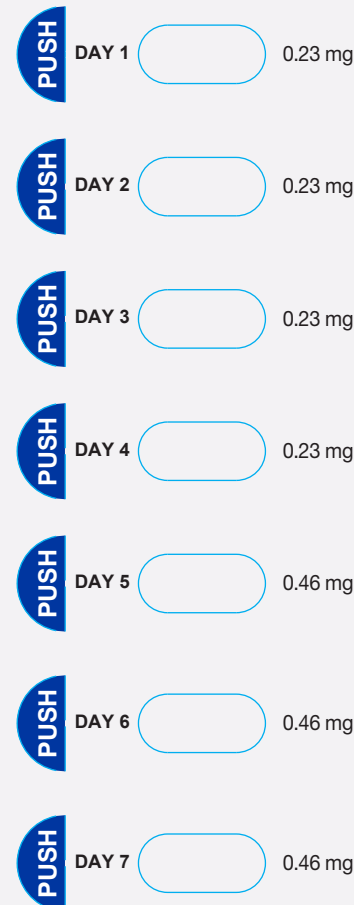 PUSH DAY 1 0.23 mg
PUSH DAY 2 0.23 mg
PUSH DAY 3 0.23 mg
PUSH DAY 4 0.23 mg
PUSH DAY 5 0.46 mg
PUSH DAY 6 0.46 mg
PUSH DAY 7 0.46 mg